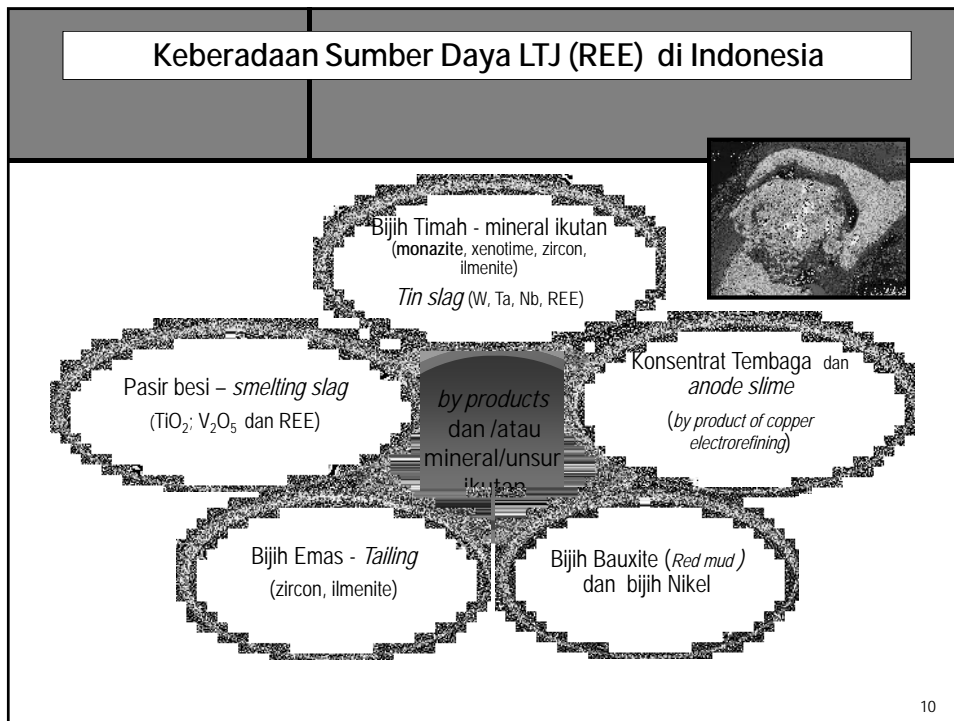 Keberadaan Sumber Daya LTJ (REE) di Indonesia
Bijih Timah - mineral ikutan
(monazite, xenotime, zircon,
ilmenite)
Tin slag (W, Ta, Nb, REE)
Pasir besi – smelting slag
(TiO₂; V₂O₅ dan REE)
by products
dan /atau
mineral/unsur
ikutan
Konsentrat Tembaga dan
anode slime
(by product of copper
electrorefining)
Bijih Emas - Tailing
(zircon, ilmenite)
Bijih Bauxite (Red mud )
dan bijih Nikel
10